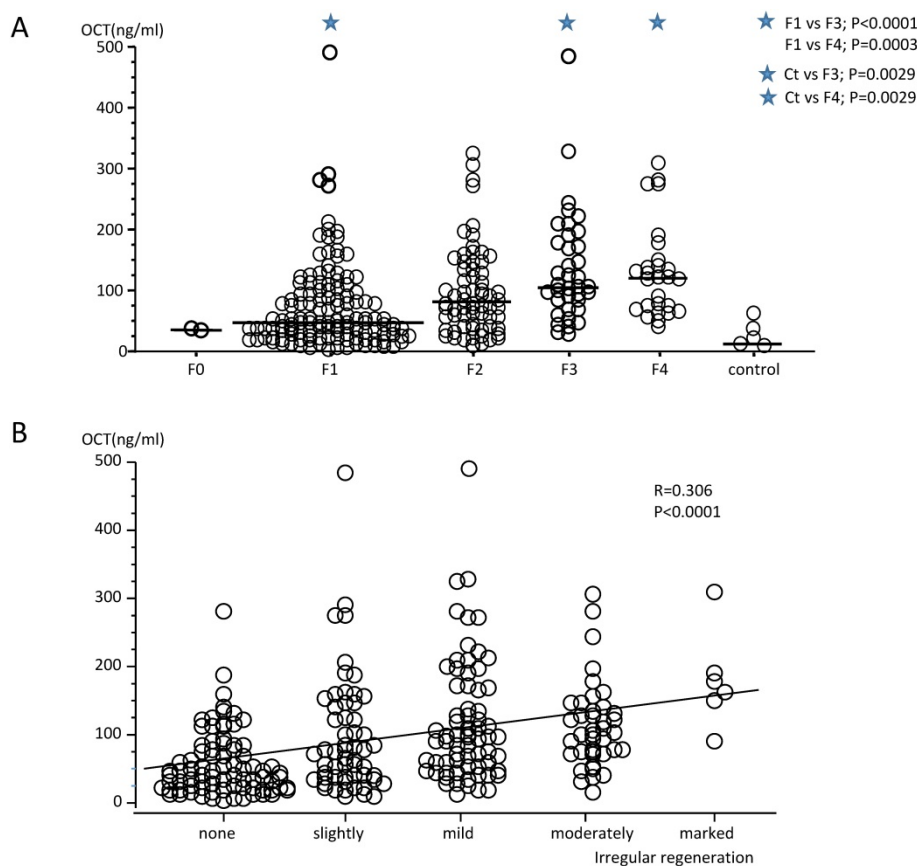 A
OCT(ng/ml)
F1 vs F3; P<0.0001
F1 vs F4; P=0.0003
Ct vs F3; P=0.0029
Ct vs F4; P=0.0029
500
400
300
200
100
0
F0 F1 F2 F3 F4 control
B
OCT(ng/ml)
500
R=0.306
P<0.0001
400
300
200
100
0
none slightly mild moderately marked
Irregular regeneration